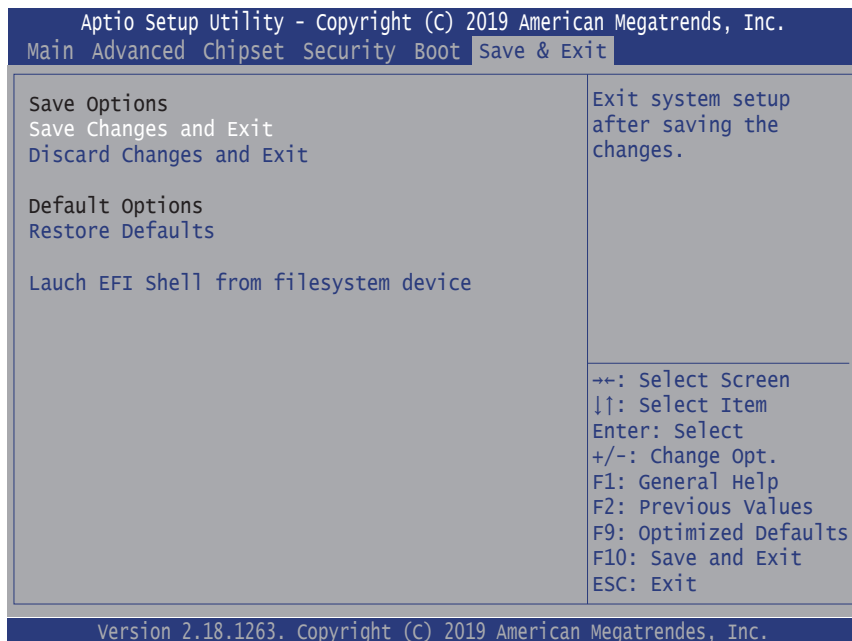 Aptio Setup Utility - Copyright (C) 2019 American Megatrends, Inc.
Main Advanced Chipset Security Boot Save & Exit
Save Options
Save Changes and Exit
Discard Changes and Exit
Default Options
Restore Defaults
Lauch EFI Shell from filesystem device
Exit system setup
after saving the
changes.
→←: Select Screen
↓↑: Select Item
Enter: Select
+/-: Change Opt.
F1: General Help
F2: Previous Values
F9: Optimized Defaults
F10: Save and Exit
ESC: Exit
Version 2.18.1263. Copyright (C) 2019 American Megatrendes, Inc.